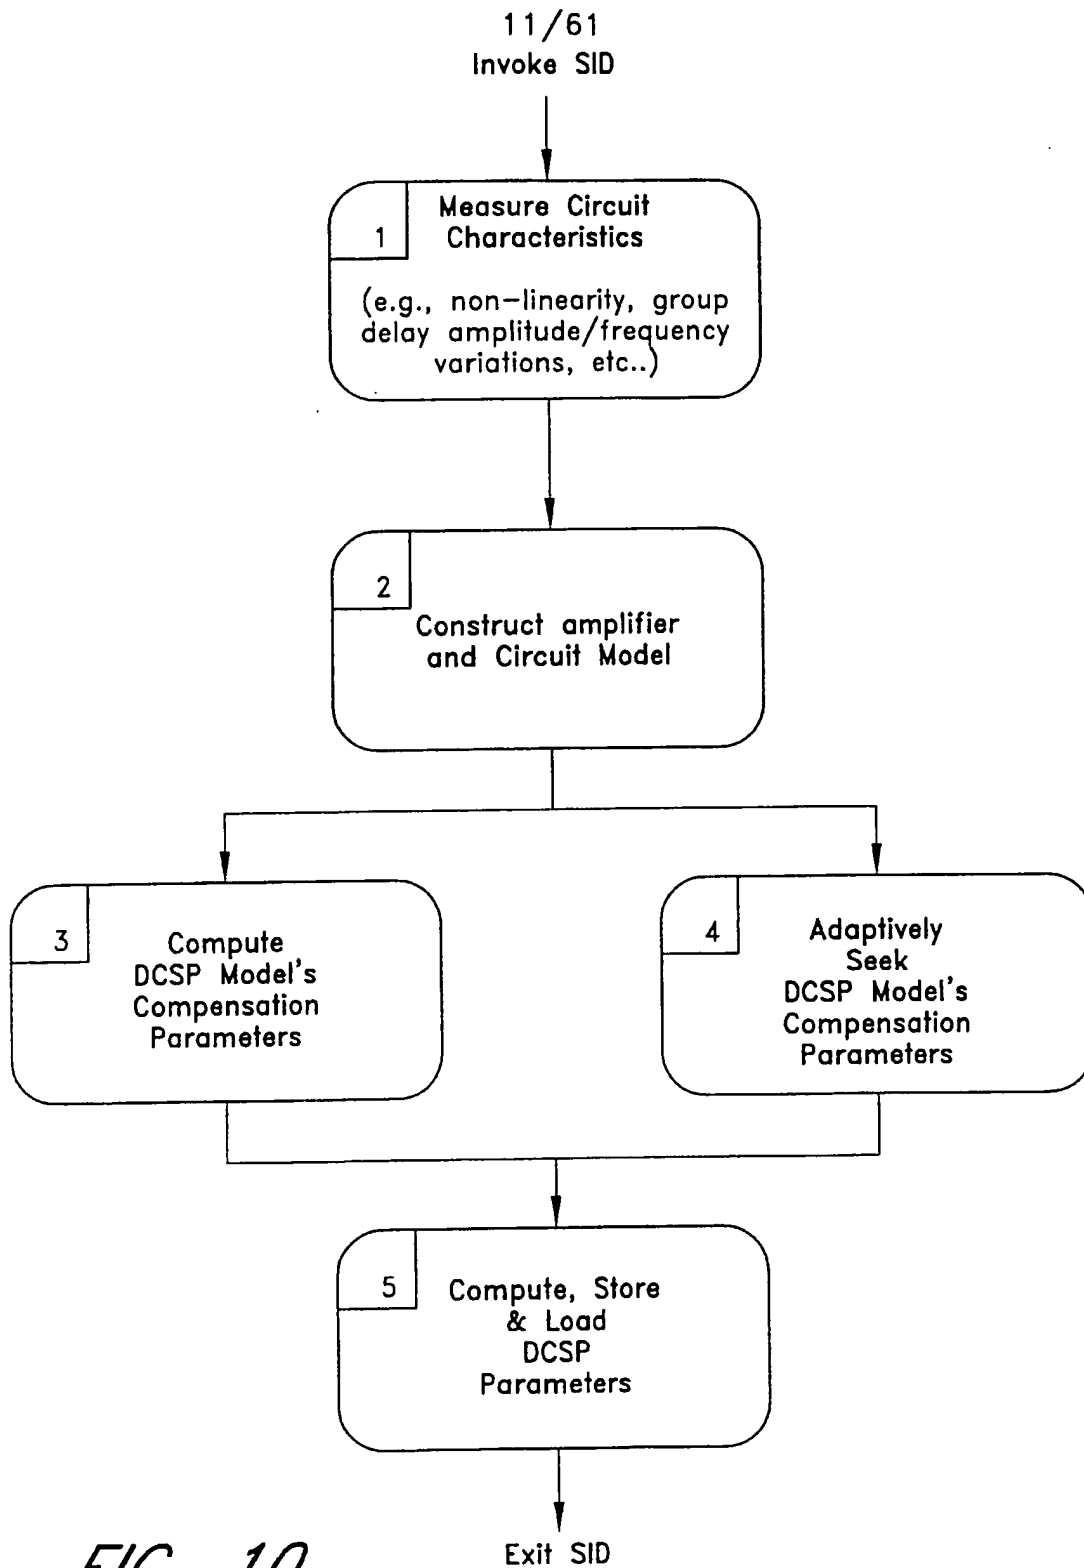 11/61
Invoke SID
1
Measure Circuit
Characteristics
(e.g., non-linearity, group
delay amplitude/frequency
variations, etc..)
2
Construct amplifier
and Circuit Model
3
Compute
DCSP Model's
Compensation
Parameters
4
Adaptively
Seek
DCSP Model's
Compensation
Parameters
5
Compute, Store
& Load
DCSP
Parameters
Exit SID
FIG. 10